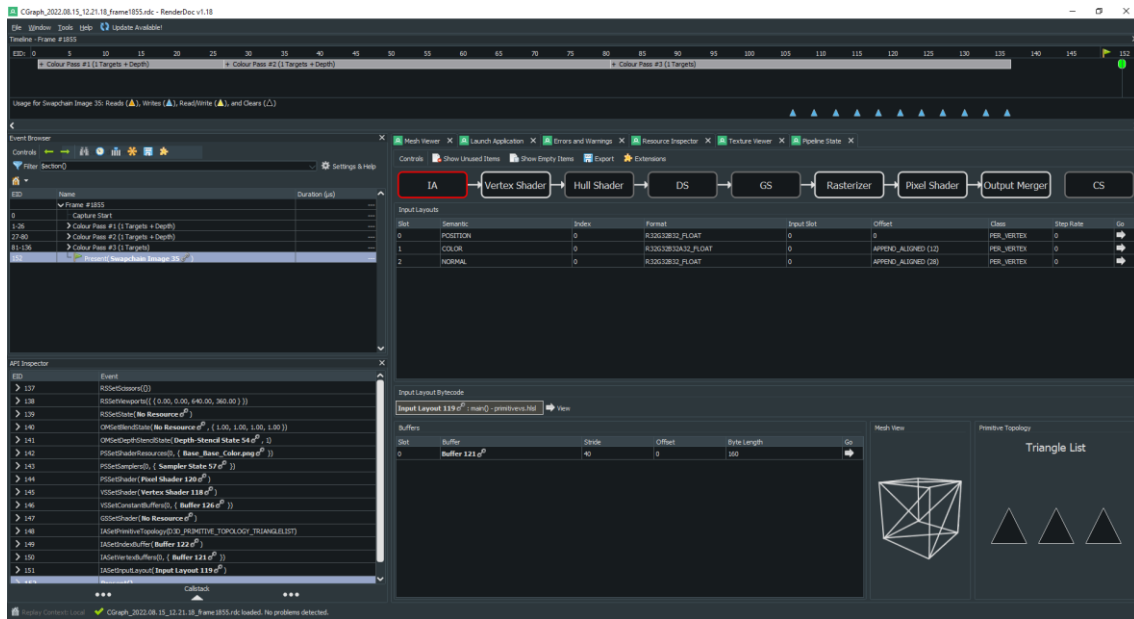 CGraph_2022.08.15_12.21.18_frame1855.rdc - RenderDoc v1.18
File Window Tools Help Update Available!
Timeline - Frame #1855
EID: 0 5 10 15 20 25 30 35 40 45 50 55 60 65 70 75 80 85 90 95 100 105 110 115 120 125 130 135 140 145 152
+ Colour Pass #1 (1 Targets + Depth) + Colour Pass #2 (1 Targets + Depth) + Colour Pass #3 (1 Targets)
Usage for Swapchain Image 35: Reads (▲), Writes (▲), Read/Write (▲), and Clears (△)
Event Browser
Controls
Filter $action()
Settings & Help
EID Name Duration (µs)
Frame #1855
0 Capture Start
1-26 Colour Pass #1 (1 Targets + Depth)
27-80 Colour Pass #2 (1 Targets + Depth)
81-136 Colour Pass #3 (1 Targets)
152 Present(Swapchain Image 35)
API Inspector
EID Event
137 RSSetScissors({})
138 RSSetViewports({ { 0.00, 0.00, 640.00, 360.00 } })
139 RSSetState(No Resource)
140 OMSetBlendState(No Resource, { 1.00, 1.00, 1.00, 1.00 })
141 OMSetDepthStencilState(Depth-Stencil State 54, 1)
142 PSSetShaderResources(0, { Base_Base_Color.png })
143 PSSetSamplers(0, { Sampler State 57 })
144 PSSetShader(Pixel Shader 120)
145 VSSetShader(Vertex Shader 118)
146 VSSetConstantBuffers(0, { Buffer 126 })
147 GSSetShader(No Resource)
148 IASetPrimitiveTopology(D3D_PRIMITIVE_TOPOLOGY_TRIANGLELIST)
149 IASetIndexBuffer(Buffer 122)
150 IASetVertexBuffers(0, { Buffer 121 })
151 IASetInputLayout(Input Layout 119)
152 Present()
Callstack
Mesh Viewer Launch Application Errors and Warnings Resource Inspector Texture Viewer Pipeline State
Controls Show Unused Items Show Empty Items Export Extensions
IA Vertex Shader Hull Shader DS GS Rasterizer Pixel Shader Output Merger CS
Input Layouts
Slot Semantic Index Format Input Slot Offset Class Step Rate Go
0 POSITION 0 R32G32B32_FLOAT 0 0 PER_VERTEX 0
1 COLOR 0 R32G32B32A32_FLOAT 0 APPEND_ALIGNED (12) PER_VERTEX 0
2 NORMAL 0 R32G32B32_FLOAT 0 APPEND_ALIGNED (28) PER_VERTEX 0
Input Layout Bytecode
Input Layout 119 : main() - primitivevs.hlsl View
Buffers
Slot Buffer Stride Offset Byte Length Go
0 Buffer 121 40 0 160
Mesh View
Primitive Topology
Triangle List
Replay Context: Local CGraph_2022.08.15_12.21.18_frame1855.rdc loaded. No problems detected.